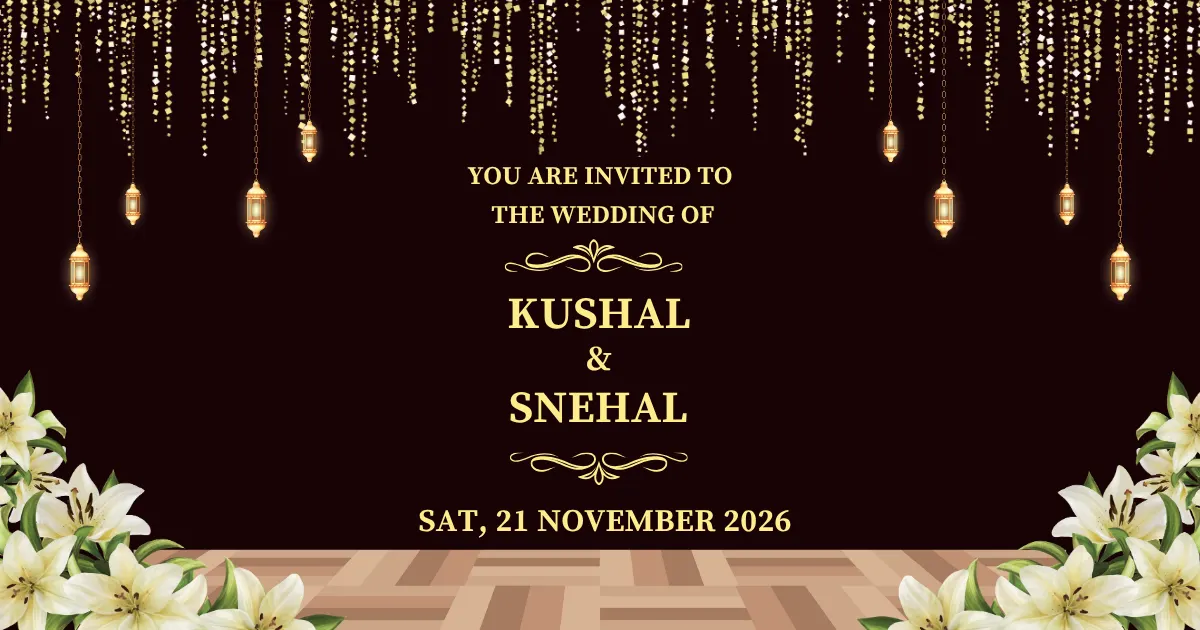 YOU ARE INVITED TO
THE WEDDING OF
KUSHAL
&
SNEHAL
SAT, 21 NOVEMBER 2026